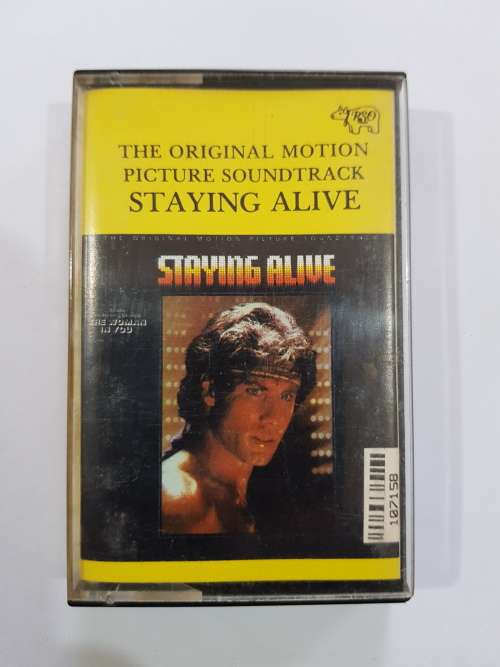 RSO
THE ORIGINAL MOTION
PICTURE SOUNDTRACK
STAYING ALIVE
THE ORIGINAL MOTION PICTURE SOUNDTRACK
STAYING ALIVE
THE WOMAN
IN YOU
107158